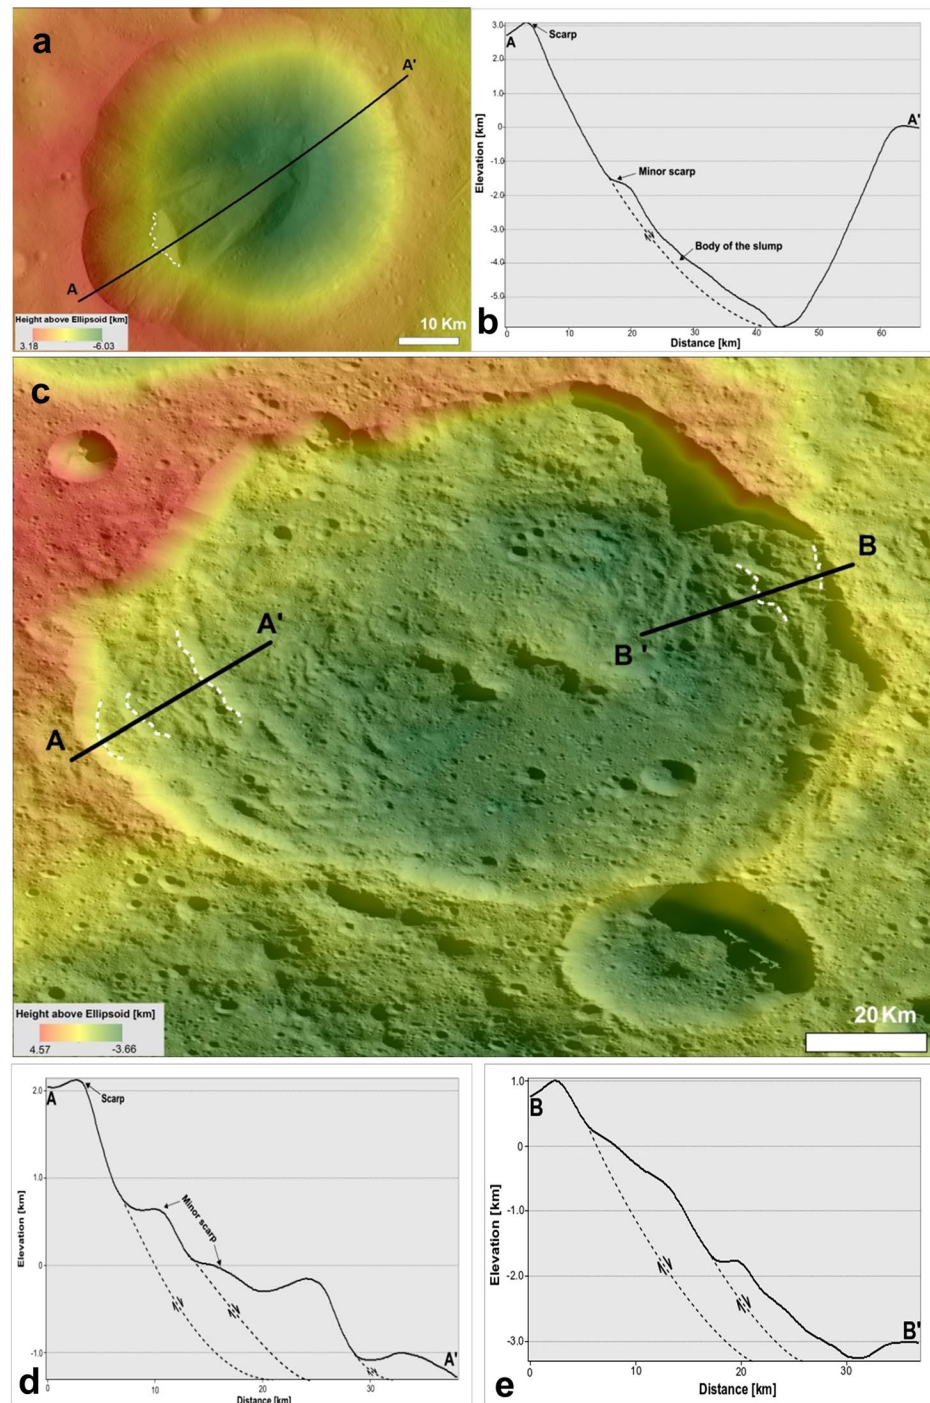 a
A'
A
Height above Ellipsoid [km]
3.18 -6.03
10 Km
b
3.0
2.0
1.0
0
-1.0
-2.0
-3.0
-4.0
-5.0
Elevation [km]
A
Scarp
Minor scarp
Body of the slump
A'
0 10 20 30 40 50 60
Distance [km]
c
A
A'
B
B '
Height above Ellipsoid [km]
4.57 -3.66
20 Km
d
2.0
1.0
0
-1.0
Elevation [km]
A
Scarp
Minor scarp
A'
0 10 20 30
Distance [km]
e
1.0
0
-1.0
-2.0
-3.0
Elevation [km]
B
B'
0 10 20 30
Distance [km]